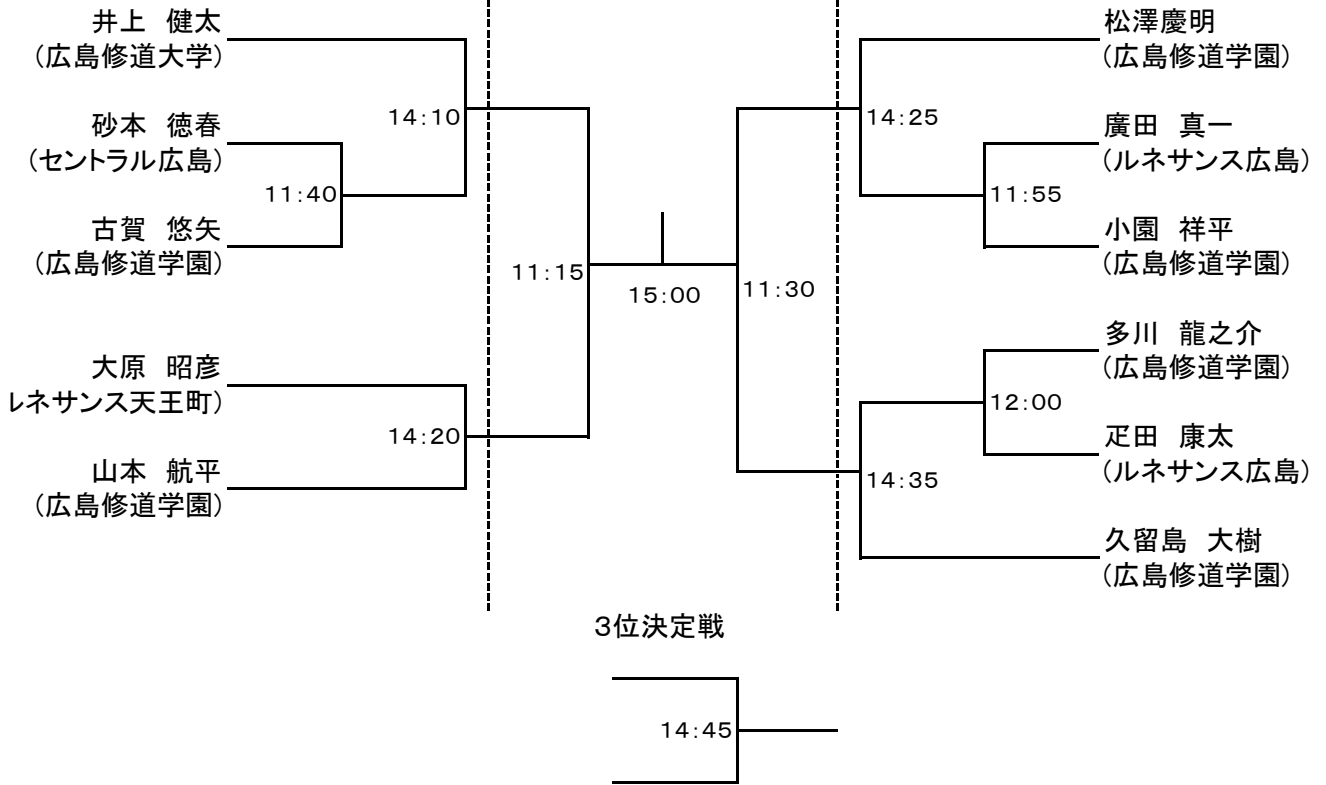 井上　健太
（広島修道大学）
14:10
砂本　徳春
（セントラル広島）
11:40
古賀　悠矢
（広島修道学園）
11:15
大原　昭彦
ルネサンス天王町）
14:20
山本　航平
（広島修道学園）
15:00
11:30
松澤慶明
（広島修道学園）
14:25
廣田　真一
（ルネサンス広島）
11:55
小園　祥平
（広島修道学園）
多川　龍之介
（広島修道学園）
12:00
疋田　康太
（ルネサンス広島）
14:35
久留島　大樹
（広島修道学園）
３位決定戦
14:45